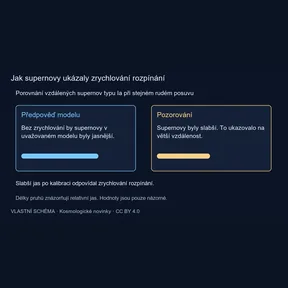 Jak supernovy ukázaly zrychlování rozpínání
Porovnání vzdálených supernov typu Ia při stejném rudém posuvu
Předpověď modelu
Bez zrychlování by supernovy v
uvažovaném modelu byly jasnější.
Pozorování
Supernovy byly slabší. To ukazovalo na
větší vzdálenost.
Slabší jas po kalibraci odpovídal zrychlování rozpínání.
Délky pruhů znázorňují relativní jas. Hodnoty jsou pouze názorné.
VLASTNÍ SCHÉMA · Kosmologické novinky · CC BY 4.0